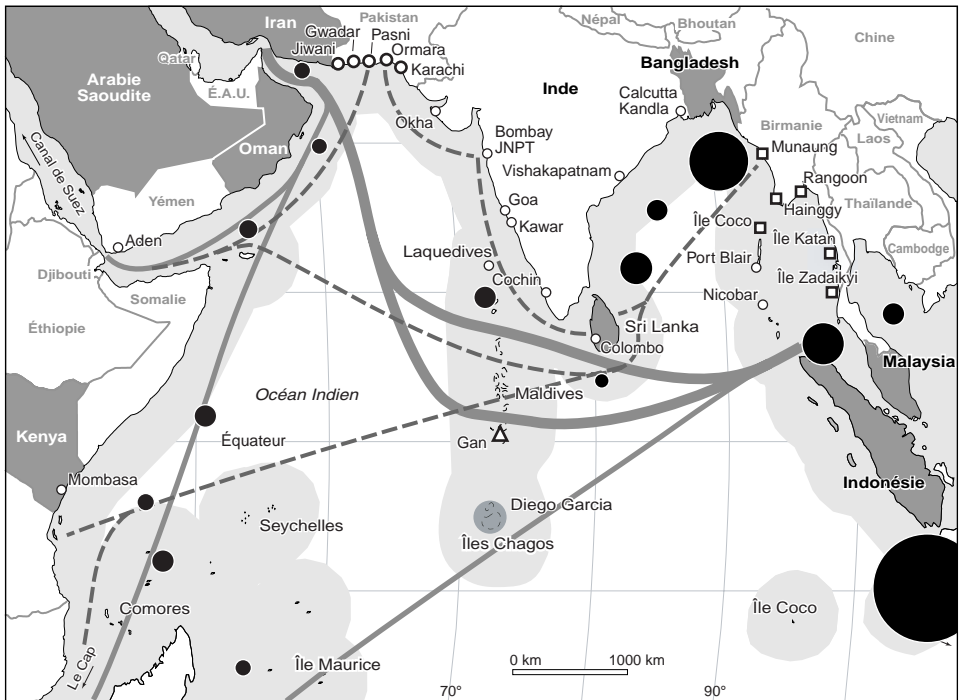 Népal
Pakistan
Iran
Bhoutan
Gwadar
Pasni
Chine
Ormara
Jiwani
Qatar
Bangladesh
Karachi
Arabie
Saoudite
É.A.U.
Inde
Calcutta
Kandla
Okha
Vietnam
Birmanie
Bombay
JNPT
Laos
Canal de Suez
Oman
Munaung
Vishakapatnam
Rangoon
Yémen
Goa
Hainggy
Thaïlande
Kawar
Île Coco
Île Katan
Aden
Laquedives
Cambodge
Port Blair
Djibouti
Cochin
Île Zadaikyi
Somalie
Nicobar
Éthiopie
Sri Lanka
Colombo
Malaysia
Océan Indien
Maldives
Kenya
Équateur
Gan
Mombasa
Indonésie
Diego Garcia
Seychelles
Îles Chagos
Comores
Île Coco
Le Cap
Île Maurice
0 km
1000 km
70°
90°